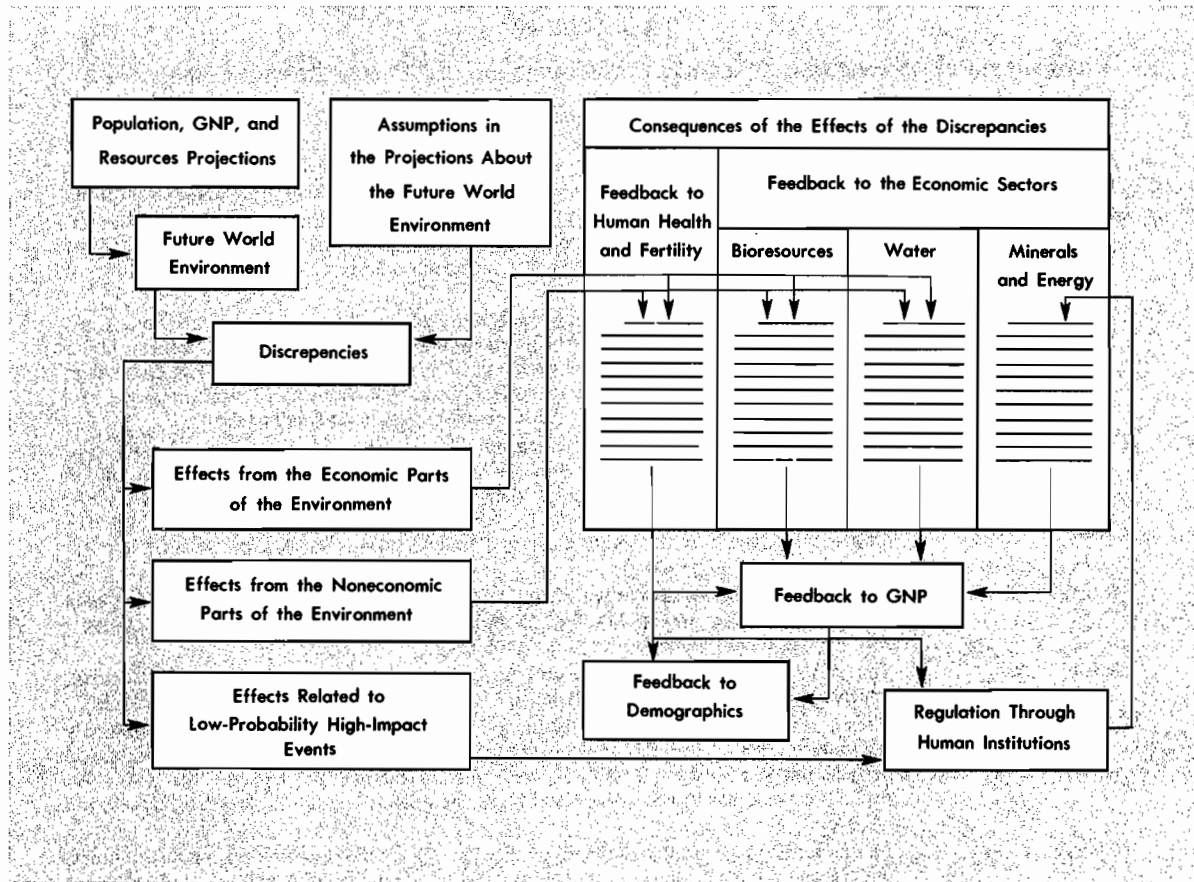 Population, GNP, and
Resources Projections
Assumptions in
the Projections About
the Future World
Environment
Future World
Environment
Discrepencies
Effects from the Economic Parts
of the Environment
Effects from the Noneconomic
Parts of the Environment
Effects Related to
Low-Probability High-Impact
Events
Consequences of the Effects of the Discrepancies
Feedback to
Human Health
and Fertility
Feedback to the Economic Sectors
Bioresources
Water
Minerals
and Energy
Feedback to GNP
Feedback to
Demographics
Regulation Through
Human Institutions